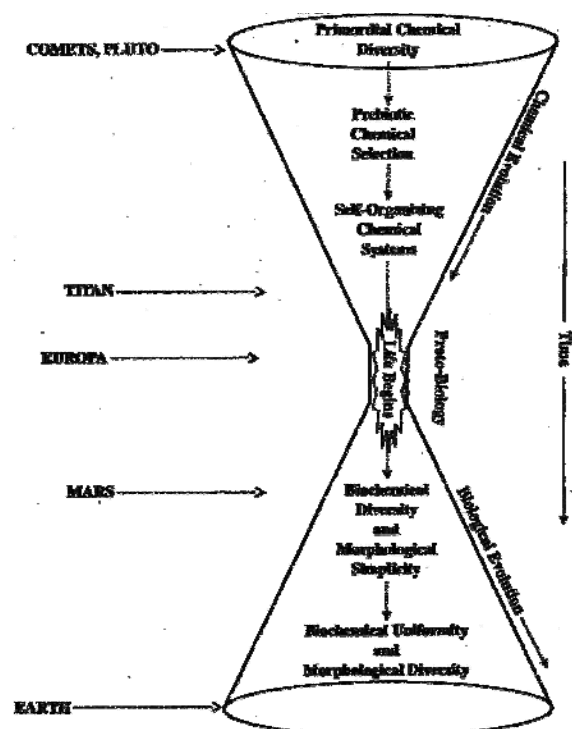 COMETS, PLUTO
Primordial Chemical
Diversity
Prebiotic
Chemical
Selection
Chemical Evolution
Self-Organizing
Chemical
Systems
TITAN
EUROPA
Life Begins
Proto-Biology
Time
MARS
Biochemical
Diversity
and
Morphological
Simplicity
Biological Evolution
Biochemical Uniformity
and
Morphological Diversity
EARTH